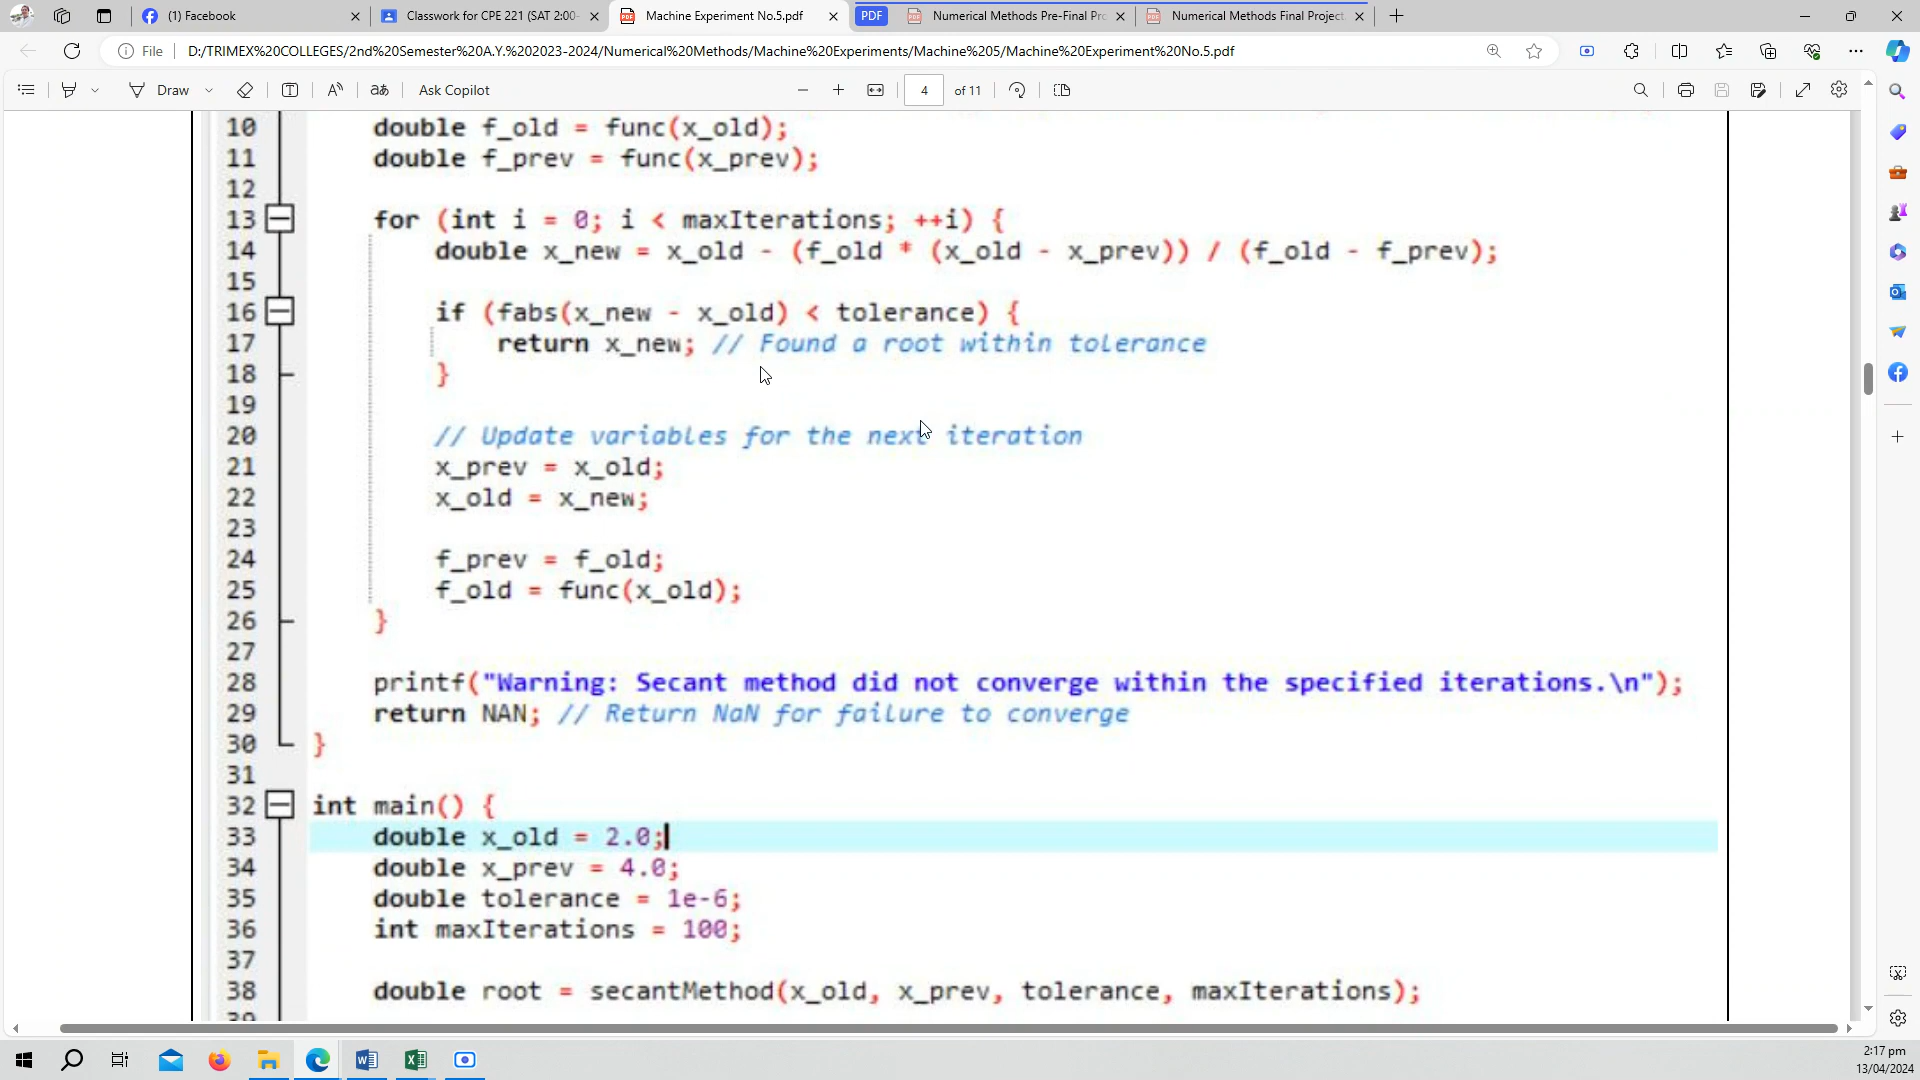 (1) Facebook
Classwork for CPE 221 (SAT 2:00-
Machine Experiment No.5.pdf
PDF
Numerical Methods Pre-Final Pro
Numerical Methods Final Project
File
D:/TRIMEX%20COLLEGES/2nd%20Semester%20A.Y.%202023-2024/Numerical%20Methods/Machine%20Experiments/Machine%205/Machine%20Experiment%20No.5.pdf
Draw
Ask Copilot
4 of 11
10 double f_old = func(x_old);
11 double f_prev = func(x_prev);
12
13 for (int i = 0; i < maxIterations; ++i) {
14 double x_new = x_old - (f_old * (x_old - x_prev)) / (f_old - f_prev);
15
16 if (fabs(x_new - x_old) < tolerance) {
17 return x_new; // Found a root within tolerance
18 }
19
20 // Update variables for the next iteration
21 x_prev = x_old;
22 x_old = x_new;
23
24 f_prev = f_old;
25 f_old = func(x_old);
26 }
27
28 printf("Warning: Secant method did not converge within the specified iterations.\n");
29 return NAN; // Return NaN for failure to converge
30 }
31
32 int main() {
33 double x_old = 2.0;
34 double x_prev = 4.0;
35 double tolerance = 1e-6;
36 int maxIterations = 100;
37
38 double root = secantMethod(x_old, x_prev, tolerance, maxIterations);
39
2:17 pm
13/04/2024